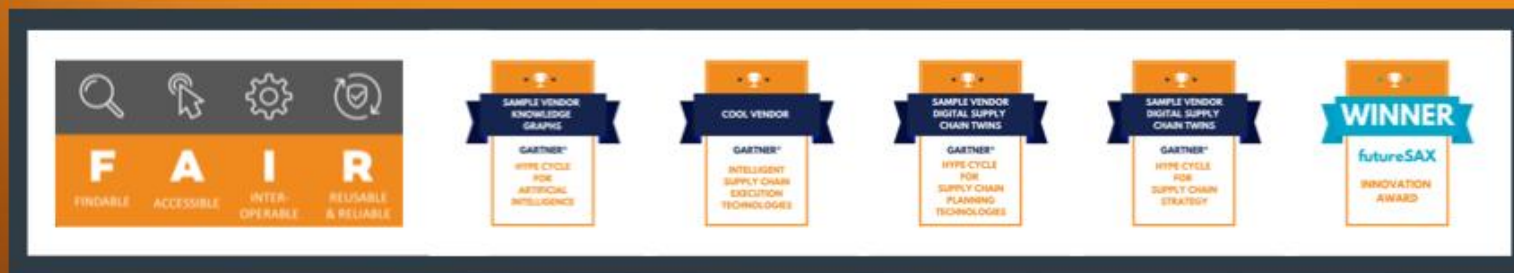 F A I R
FINDABLE ACCESSIBLE INTER-
OPERABLE REUSABLE
& RELIABLE
SAMPLE VENDOR
KNOWLEDGE
GRAPHS
GARTNER®
HYPE CYCLE
FOR
ARTIFICIAL
INTELLIGENCE
COOL VENDOR
GARTNER®
INTELLIGENT
SUPPLY CHAIN
EXECUTION
TECHNOLOGIES
SAMPLE VENDOR
DIGITAL SUPPLY
CHAIN TWINS
GARTNER®
HYPE CYCLE
FOR
SUPPLY CHAIN
PLANNING
TECHNOLOGIES
SAMPLE VENDOR
DIGITAL SUPPLY
CHAIN TWINS
GARTNER®
HYPE CYCLE
FOR
SUPPLY CHAIN
STRATEGY
WINNER
futureSAX
INNOVATION
AWARD